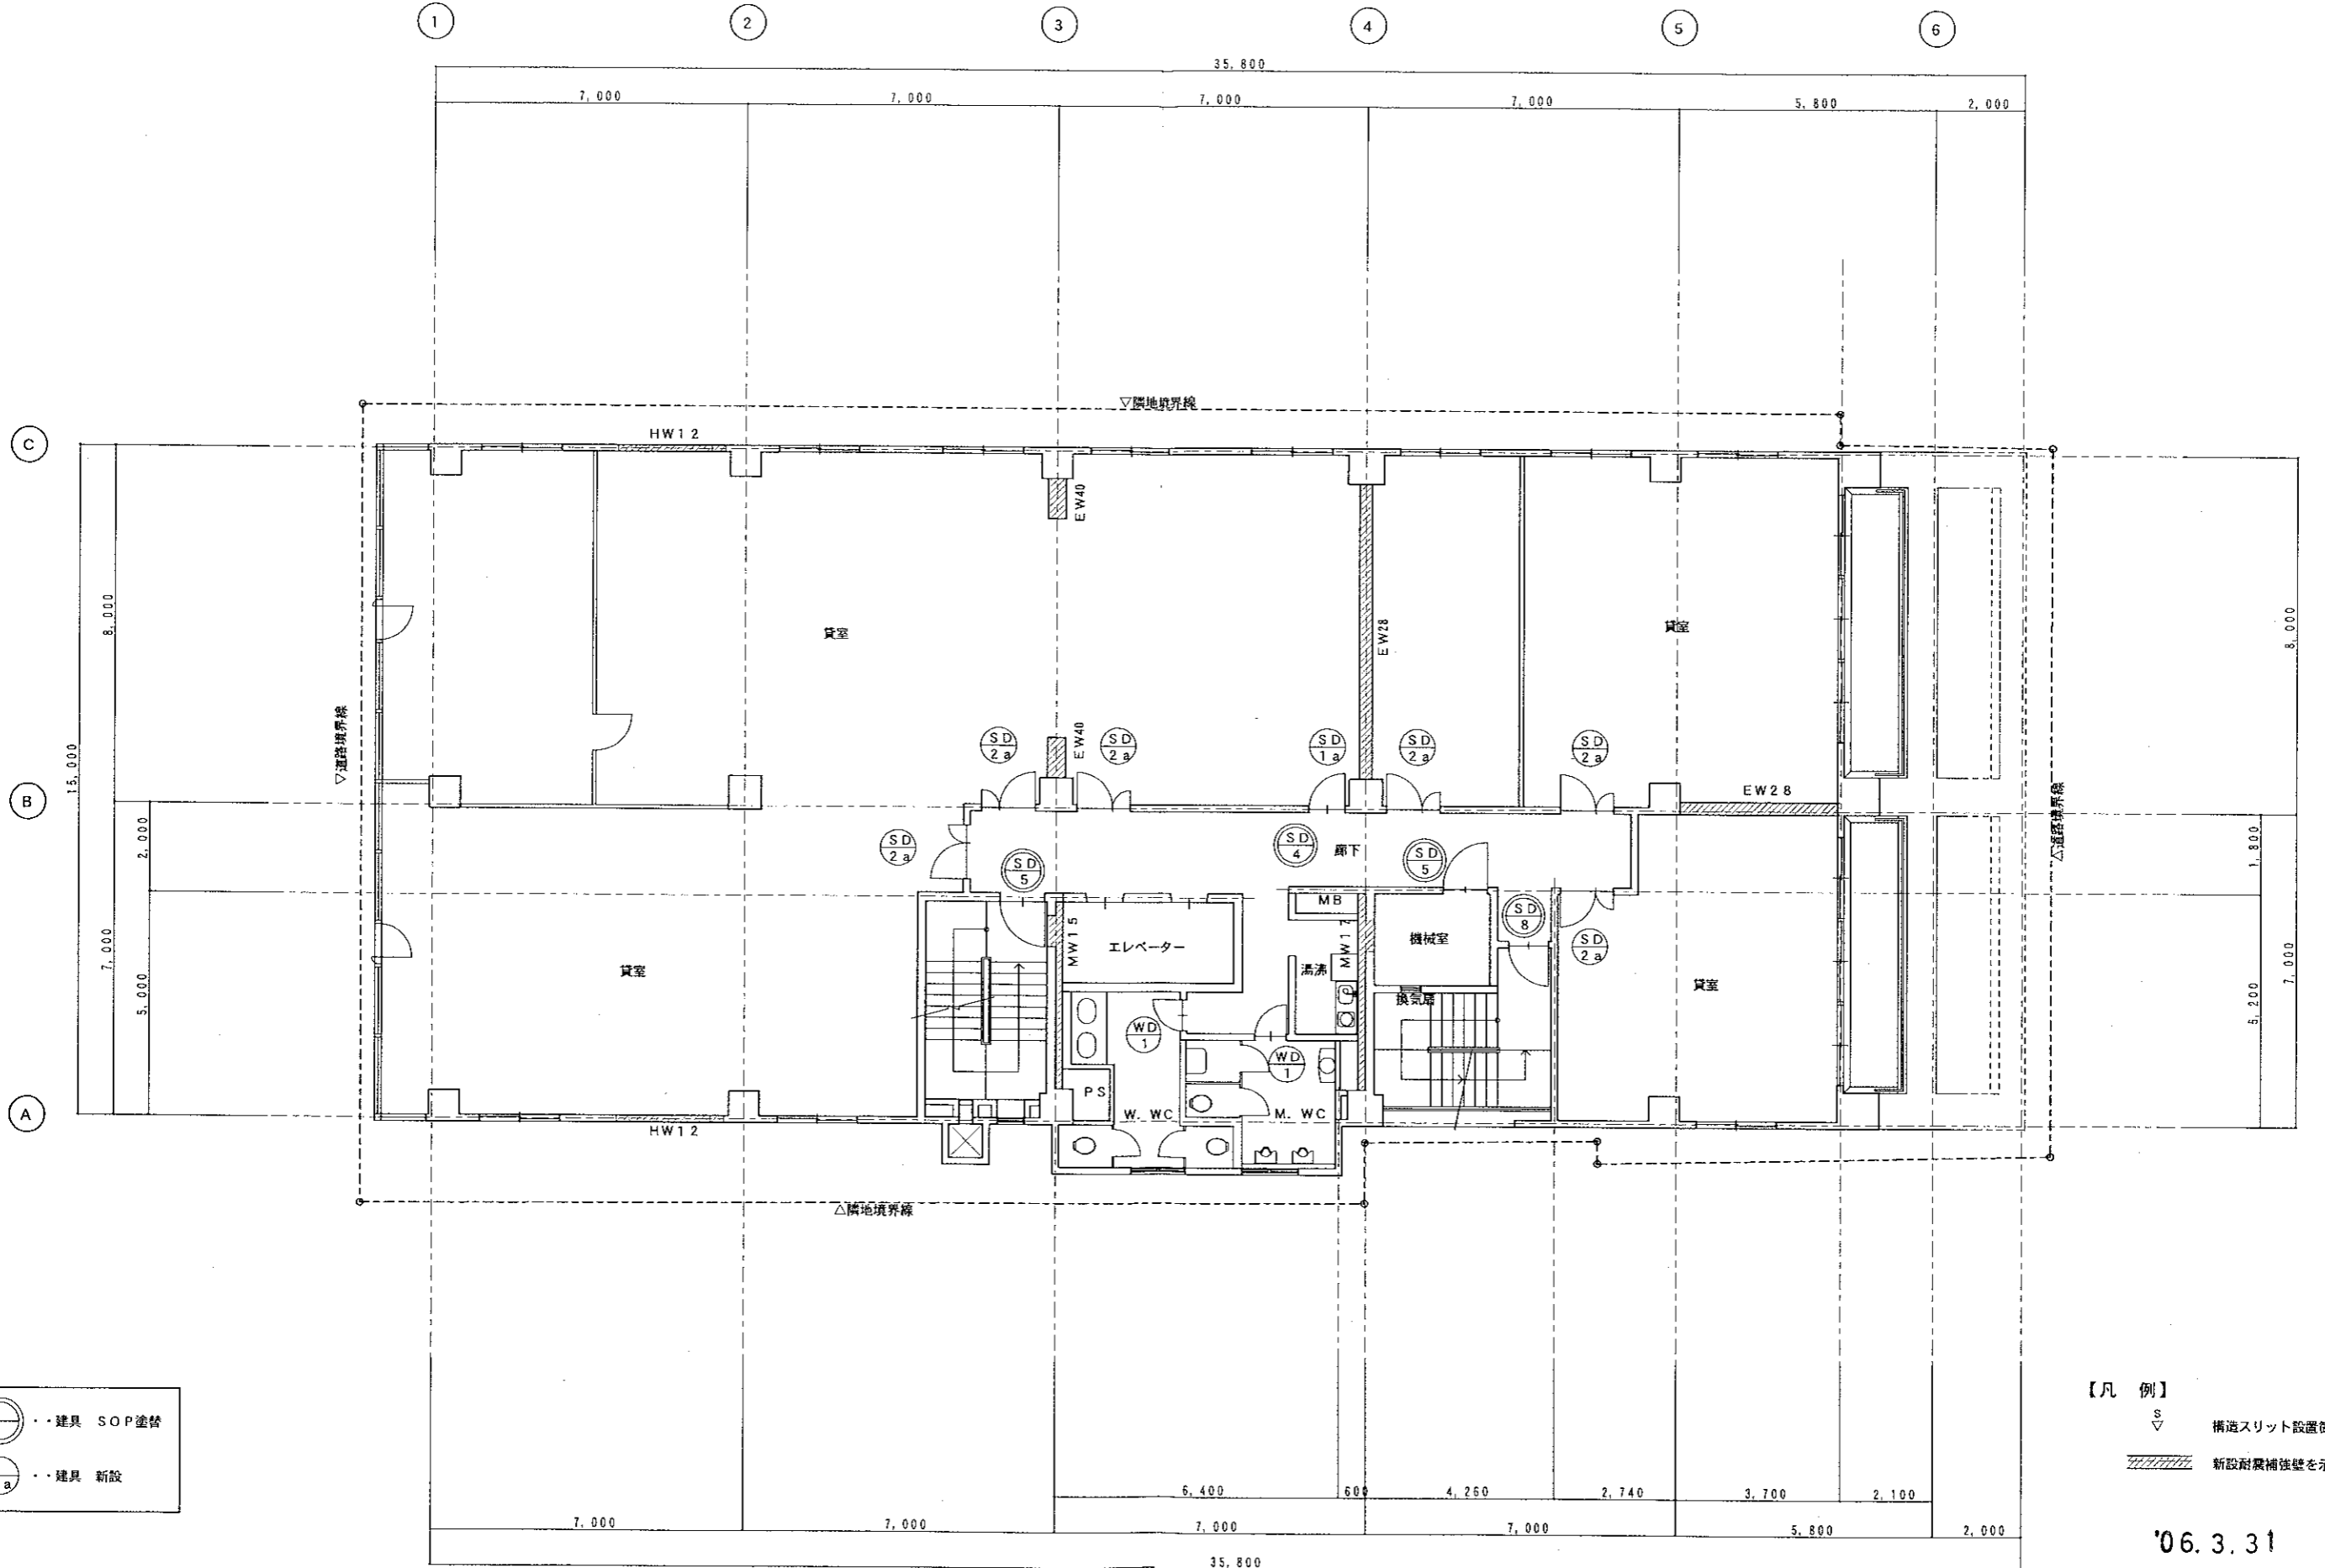 1
2
3
4
5
6
35,800
7,000
7,000
7,000
7,000
5,800
2,000
▽隣地境界線
C
HW12
EW40
8,000
8,000
EW28
貸室
貸室
▽道路境界線
SD
2a
EW40
SD
2a
SD
1a
SD
2a
SD
2a
15,000
B
EW28
△道路境界線
2,000
SD
2a
SD
4
廊下
SD
5
SD
5
1,800
MB
SD
8
7,000
MW15
エレベーター
MW17
機械室
SD
2a
7,000
貸室
湯沸
貸室
5,000
換気扇
5,200
WD
1
WD
1
PS
A
W. WC
M. WC
HW12
△隣地境界線
・・建具 SOP塗替
a
・・建具 新設
【凡 例】
S
▽
構造スリット設置
新設耐震補強壁を
6,400
600
4,260
2,740
3,700
2,100
7,000
7,000
7,000
7,000
5,800
2,000
35,800
'06.3.31